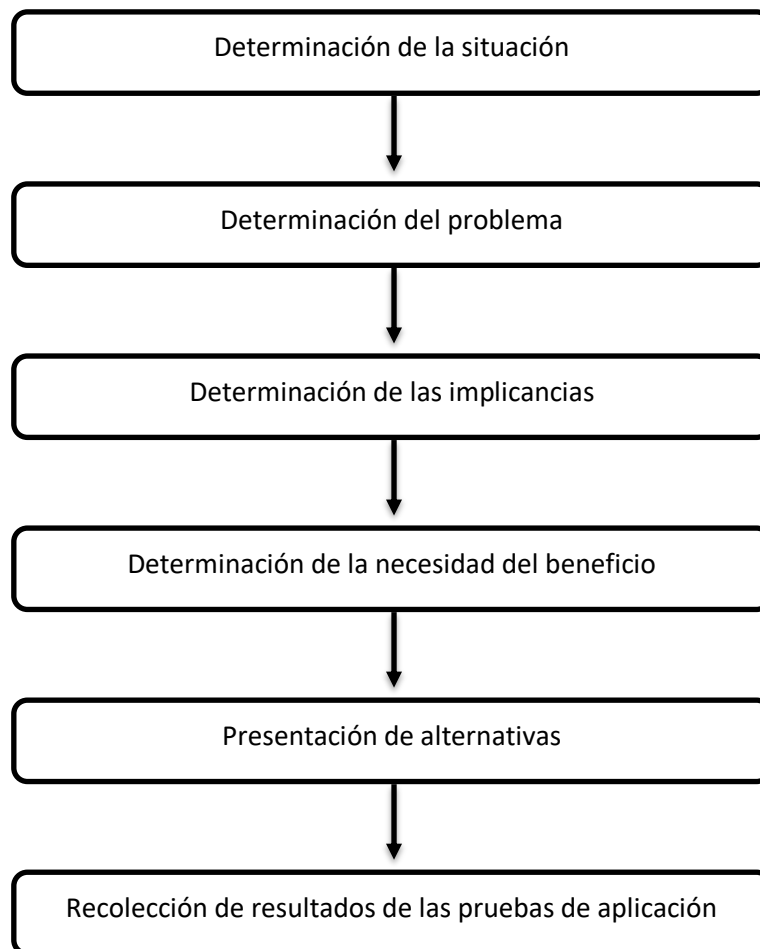 Determinación de la situación
Determinación del problema
Determinación de las implicancias
Determinación de la necesidad del beneficio
Presentación de alternativas
Recolección de resultados de las pruebas de aplicación